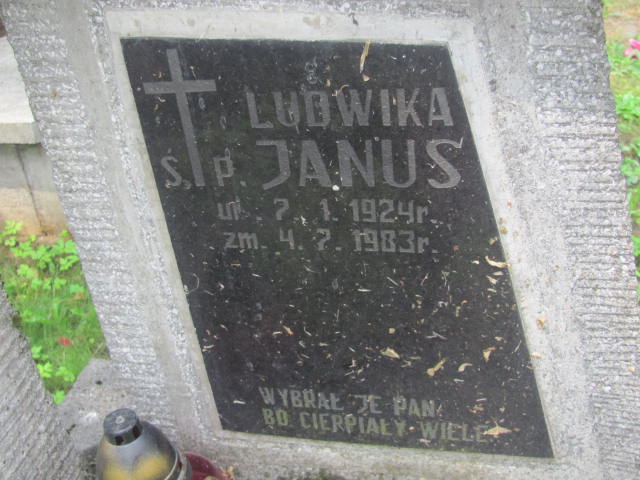 LUDWIKA
Ś. p. JANUS
ur. 7. 1. 1924r.
zm. 4. 7. 1983r.
WYBRAŁ JE PAN
BO CIERPIAŁY WIELE